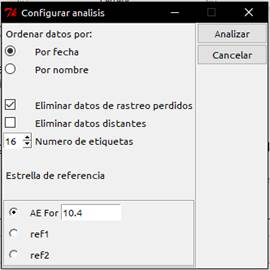 Configurar analisis
Ordenar datos por:
Analizar
Por fecha
Cancelar
Por nombre
Eliminar datos de rastreo perdidos
Eliminar datos distantes
16 Numero de etiquetas
Estrella de referencia
AE For 10.4
ref1
ref2